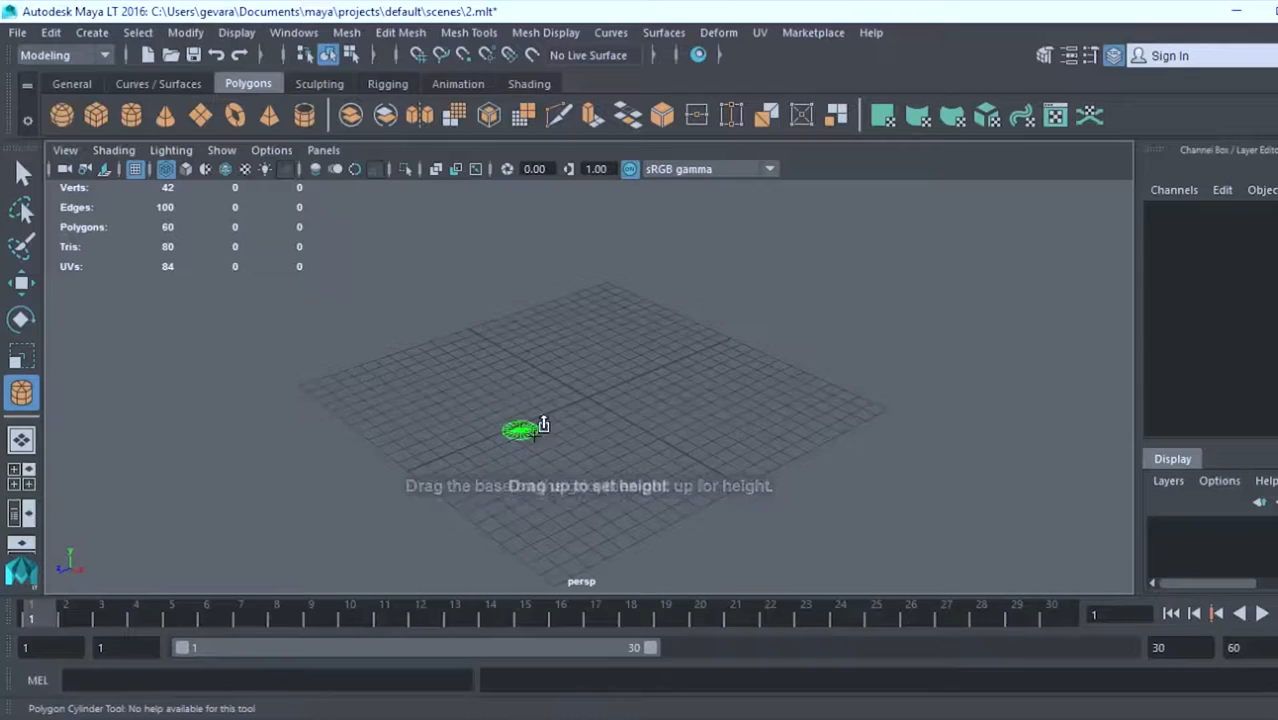 Autodesk Maya LT 2016: C:\Users\gevara\Documents\maya\projects\default\scenes\2.mlt*
File Edit Create Select Modify Display Windows Mesh Edit Mesh Mesh Tools Mesh Display Curves Surfaces Deform UV Marketplace Help
Modeling No Live Surface Sign In
General Curves / Surfaces Polygons Sculpting Rigging Animation Shading
View Shading Lighting Show Options Panels
Channel Box / Layer Edito
0.00 1.00 sRGB gamma
Channels Edit Objec
Verts: 42 0 0
Edges: 100 0 0
Polygons: 60 0 0
Tris: 80 0 0
UVs: 84 0 0
Display
Layers Options Help
Drag the base
Drag up to set height.
up for height.
y
persp
1 2 3 4 5 6 7 8 9 10 11 12 13 14 15 16 17 18 19 20 21 22 23 24 25 26 27 28 29 30
1 1
1 1 1 30 30 60
MEL
Polygon Cylinder Tool: No help available for this tool